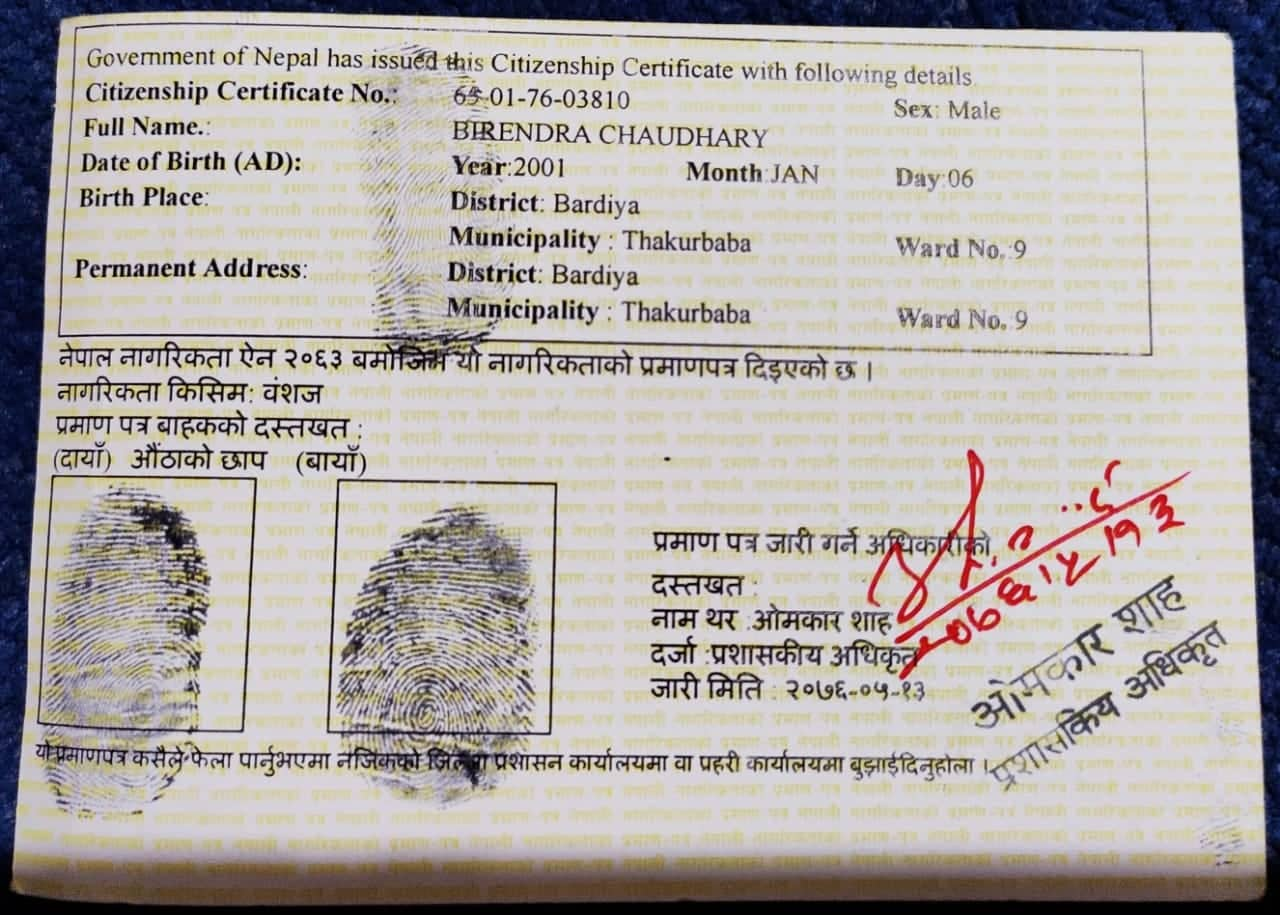 Government of Nepal has issued this Citizenship Certificate with following details.
Citizenship Certificate No.: 65-01-76-03810 Sex: Male
Full Name.: BIRENDRA CHAUDHARY
Date of Birth (AD): Year:2001 Month:JAN Day:06
Birth Place: District: Bardiya
Municipality : Thakurbaba Ward No.:9
Permanent Address: District: Bardiya
Municipality : Thakurbaba Ward No. 9
नेपाल नागरिकता ऐन २०६३ बमोजिम यो नागरिकताको प्रमाणपत्र दिइएको छ ।
नागरिकता किसिम: वंशज
प्रमाण पत्र बाहकको दस्तखत :
(दायाँ) औंठाको छाप (बायाँ)
प्रमाण पत्र जारी गर्ने अधिकारीको
दस्तखत :
नाम थर :ओमकार शाह
दर्जा :प्रशासकीय अधिकृत
जारी मिति : २०७६-०५-१३
ओमकार शाह
प्रशासकिय अधिकृत
यो प्रमाणपत्र कसैले फेला पार्नुभएमा नजिकको जिल्ला प्रशासन कार्यालयमा वा प्रहरी कार्यालयमा बुझाईदिनुहोला ।